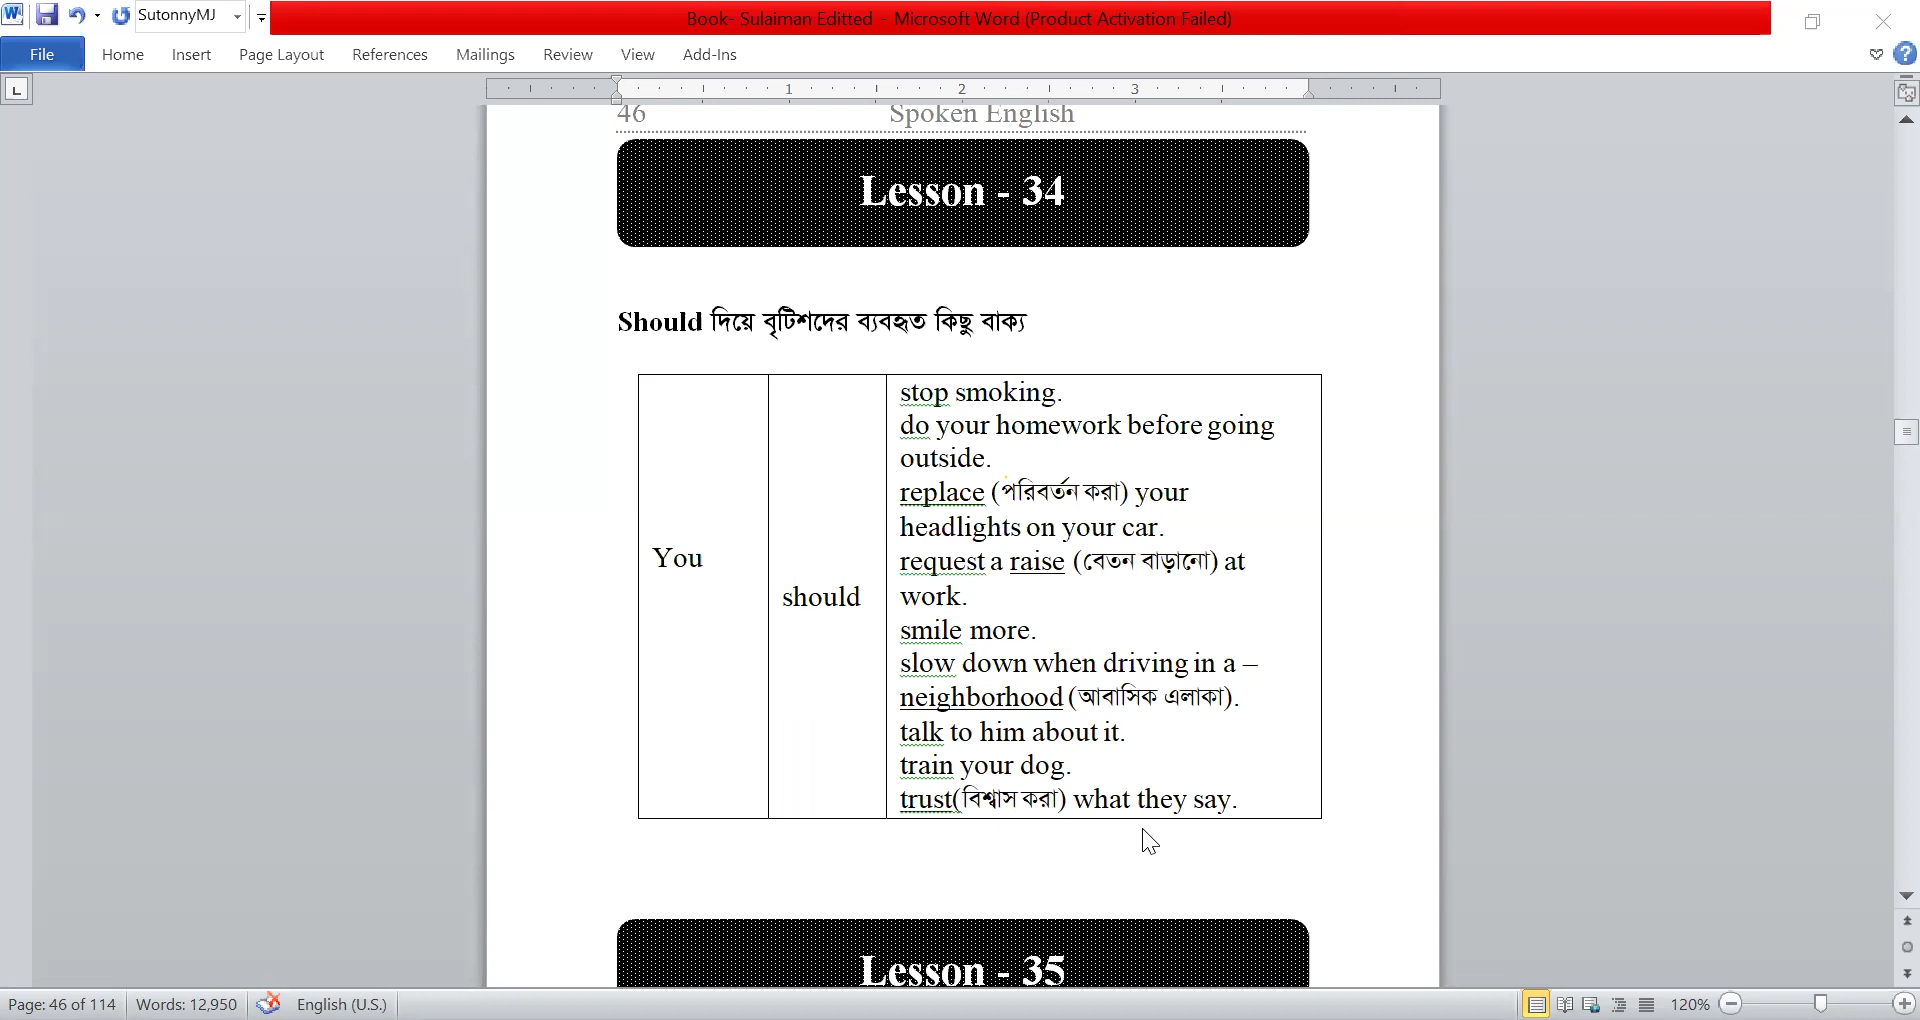 SutonnyMJ
Book- Sulaiman Editted - Microsoft Word (Product Activation Failed)
File Home Insert Page Layout References Mailings Review View Add-Ins
1 2 3
46 Spoken English
Lesson - 34
Should দিয়ে বৃটিশদের ব্যবহৃত কিছু বাক্য
stop smoking.
do your homework before going
outside.
replace (পরিবর্তন করা) your
headlights on your car.
You
request a raise (বেতন বাড়ানো) at
should
work.
smile more.
slow down when driving in a –
neighborhood (আবাসিক এলাকা).
talk to him about it.
train your dog.
trust(বিশ্বাস করা) what they say.
Lesson - 35
Page: 46 of 114 Words: 12,950 English (U.S.) 120%